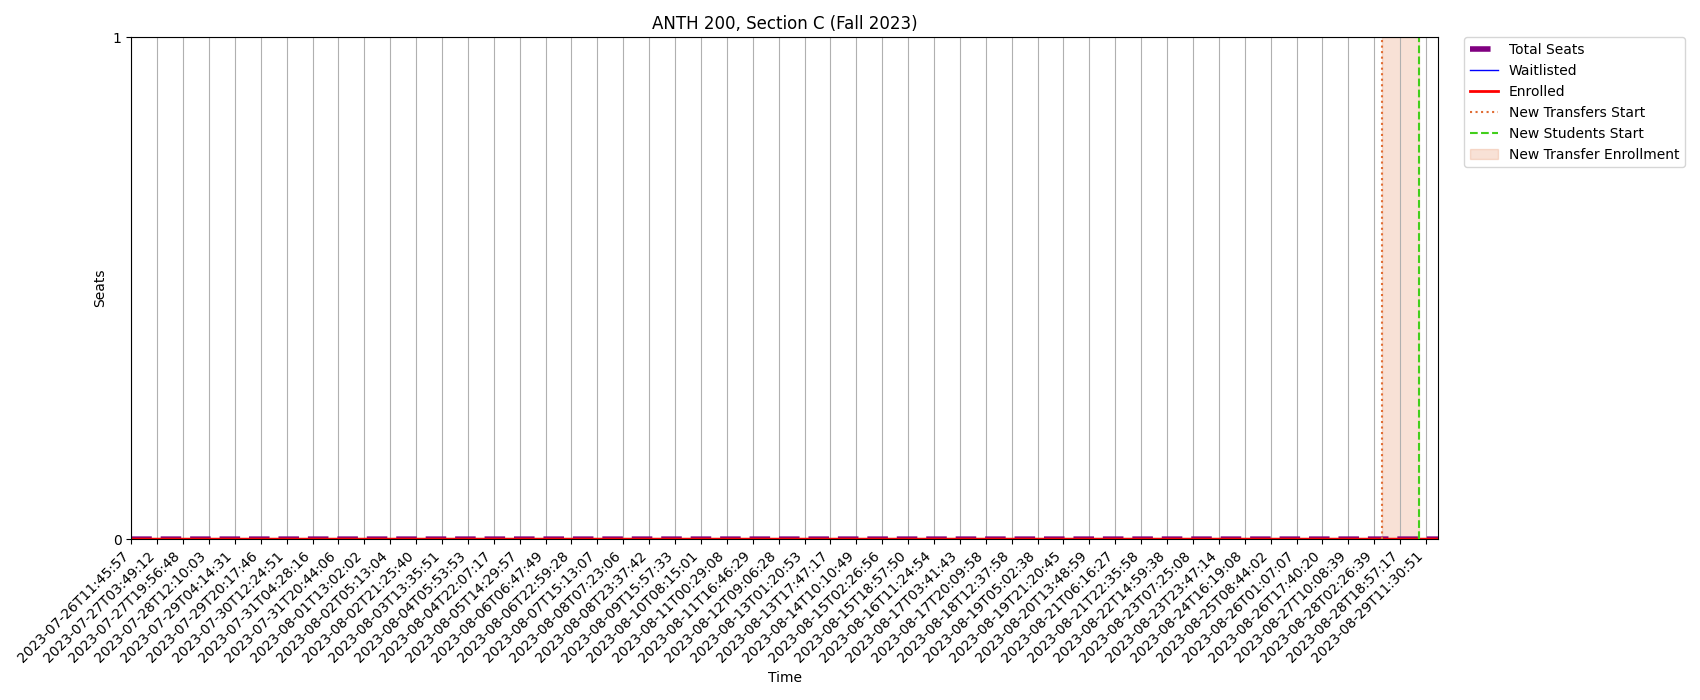 ANTH 200, Section C (Fall 2023)
1
0
Seats
2023-07-26T11:45:57
2023-07-27T03:49:12
2023-07-27T19:56:48
2023-07-28T12:10:03
2023-07-29T04:14:31
2023-07-29T20:17:46
2023-07-30T12:24:51
2023-07-31T04:28:16
2023-07-31T20:44:06
2023-08-01T13:02:02
2023-08-02T05:13:04
2023-08-02T21:25:40
2023-08-03T13:35:51
2023-08-04T05:53:53
2023-08-04T22:07:17
2023-08-05T14:29:57
2023-08-06T06:47:49
2023-08-06T22:59:28
2023-08-07T15:13:07
2023-08-08T07:23:06
2023-08-08T23:37:42
2023-08-09T15:57:33
2023-08-10T08:15:01
2023-08-11T00:29:08
2023-08-11T16:46:29
2023-08-12T09:06:28
2023-08-13T01:20:53
2023-08-13T17:47:17
2023-08-14T10:10:49
2023-08-15T02:26:56
2023-08-15T18:57:50
2023-08-16T11:24:54
2023-08-17T03:41:43
2023-08-17T20:09:58
2023-08-18T12:37:58
2023-08-19T05:02:38
2023-08-19T21:20:45
2023-08-20T13:48:59
2023-08-21T06:16:27
2023-08-21T22:35:58
2023-08-22T14:59:38
2023-08-23T07:25:08
2023-08-23T23:47:14
2023-08-24T16:19:08
2023-08-25T08:44:02
2023-08-26T01:07:07
2023-08-26T17:40:20
2023-08-27T10:08:39
2023-08-28T02:26:39
2023-08-28T18:57:17
2023-08-29T11:30:51
Time
Total Seats
Waitlisted
Enrolled
New Transfers Start
New Students Start
New Transfer Enrollment